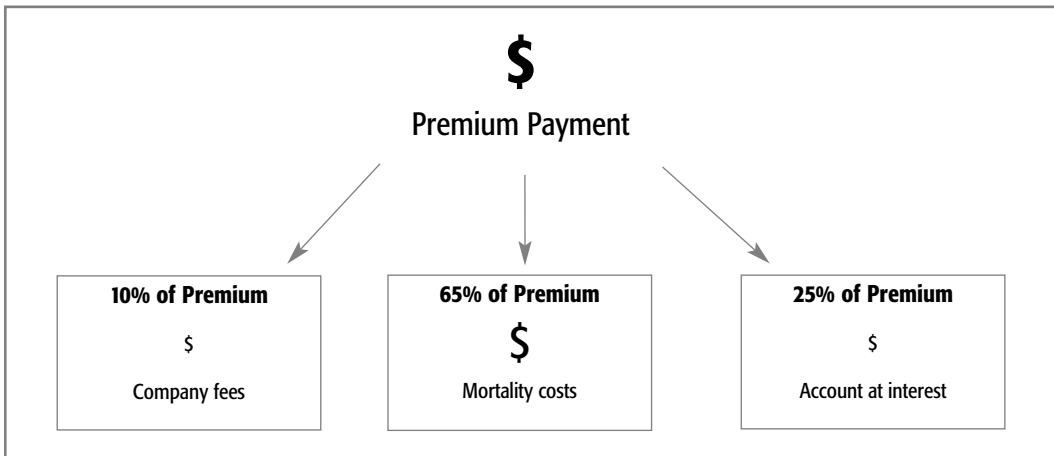 $
Premium Payment
10% of Premium
$
Company fees
65% of Premium
$
Mortality costs
25% of Premium
$
Account at interest